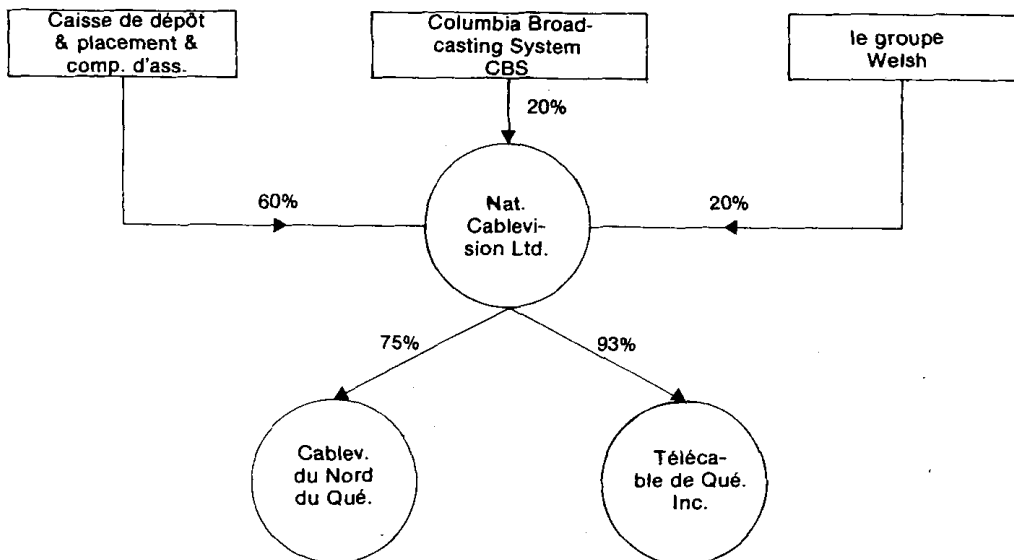 Caisse de dépôt
& placement &
comp. d'ass.
Columbia Broad-
casting System
CBS
le groupe
Welsh
20%
60%
20%
Nat.
Cablevi-
sion Ltd.
75%
93%
Cablev.
du Nord
du Qué.
Téléca-
ble de Qué.
Inc.